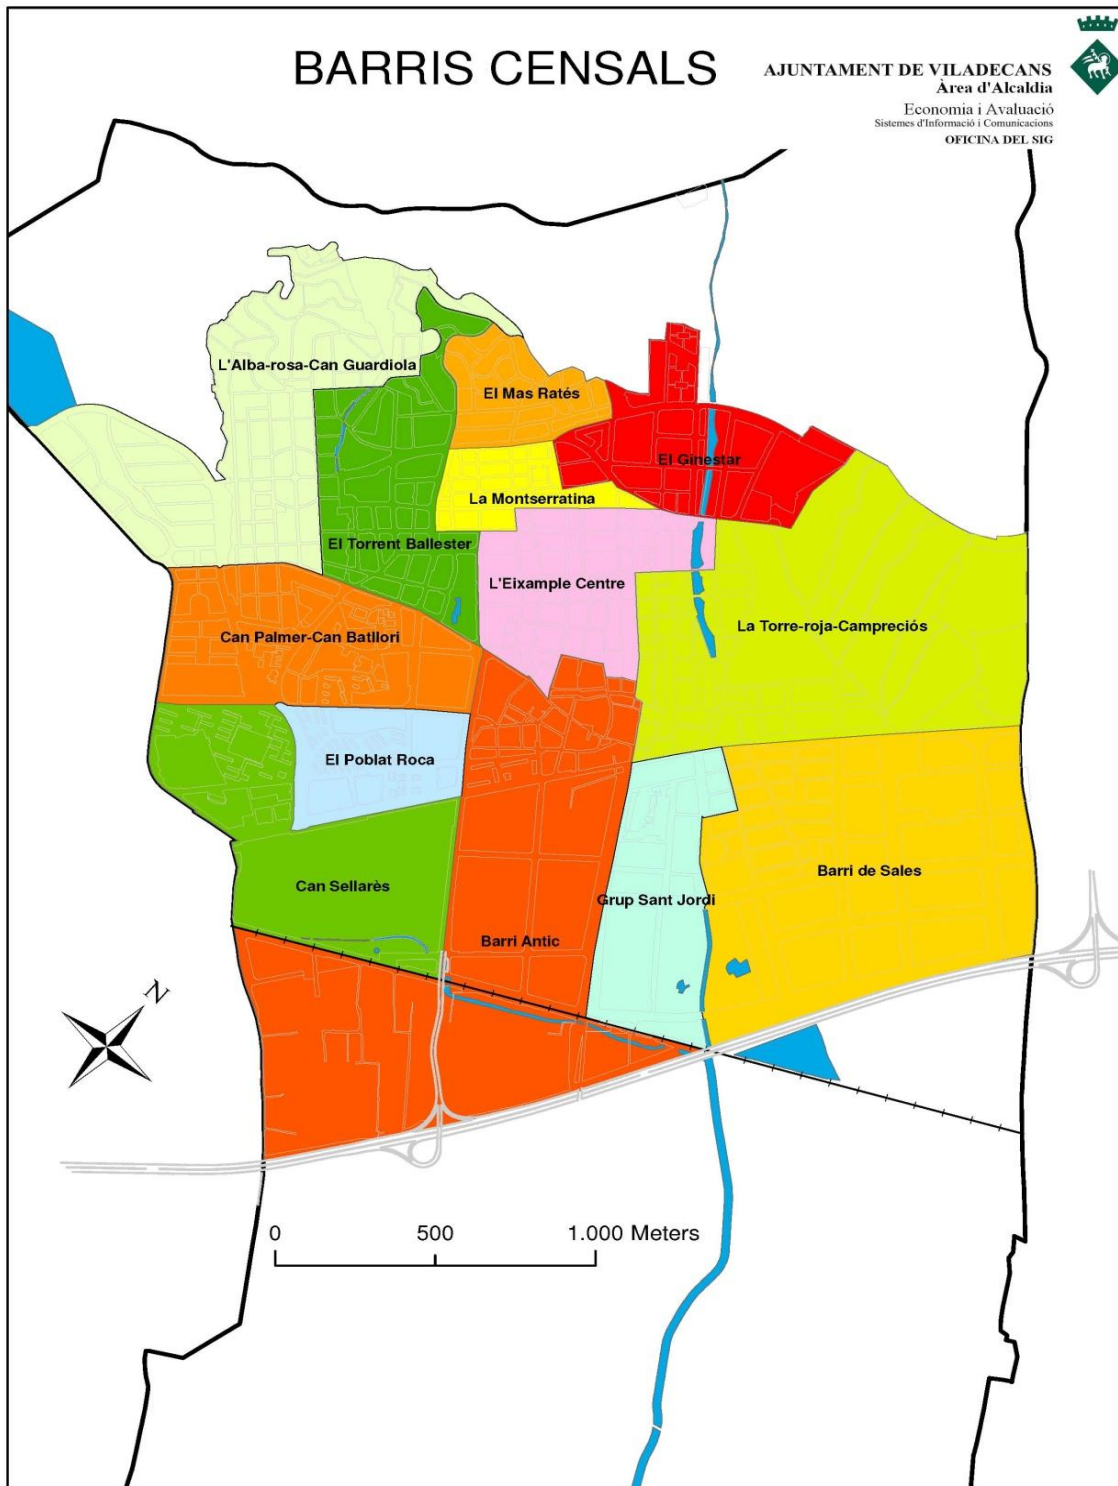 BARRIS CENSALS
AJUNTAMENT DE VILADECANS
Àrea d'Alcaldia
Economia i Avaluació
Sistemes d'Informació i Comunicacions
OFICINA DEL SIG
L'Alba-rosa-Can Guardiola
El Mas Ratés
El Ginestar
La Montserratina
El Torrent Ballester
L'Eixample Centre
La Torre-roja-Campreciós
Can Palmer-Can Batllori
El Poblat Roca
Barri de Sales
Can Sellarès
Grup Sant Jordi
Barri Antic
N
0 500 1.000 Meters